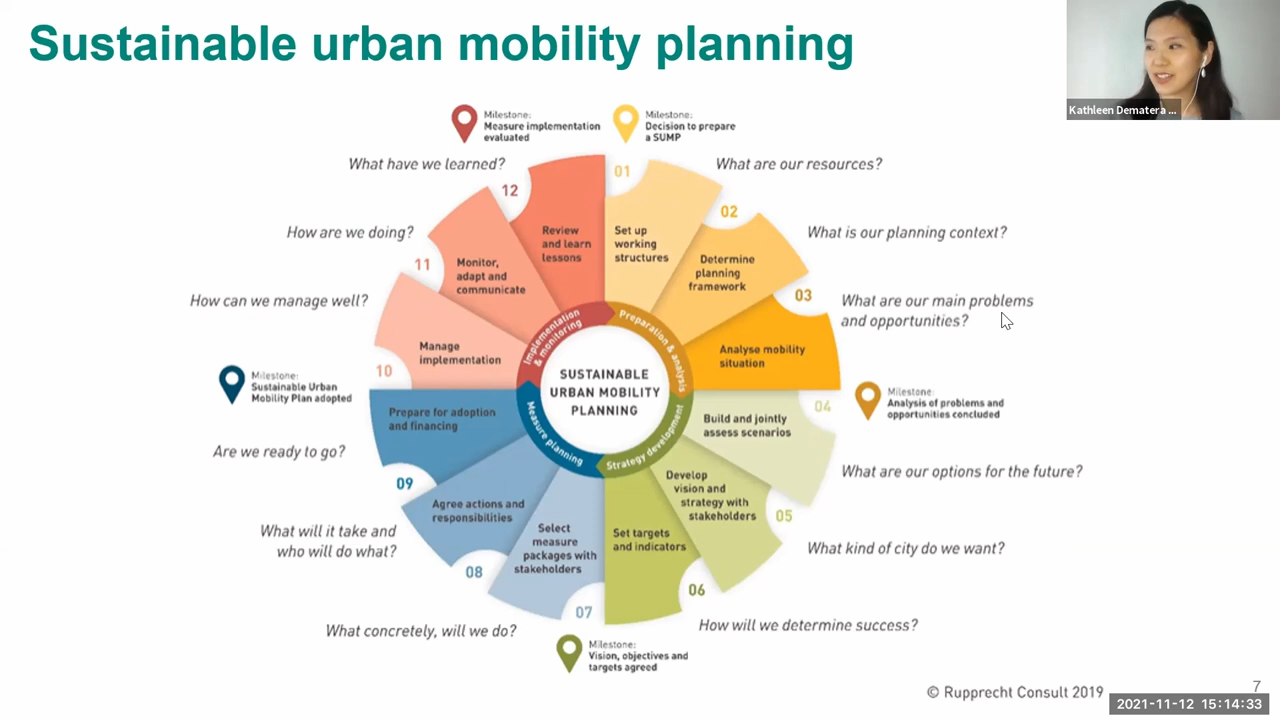 Sustainable urban mobility planning
Kathleen Dematera ...
Milestone:
Measure implementation
evaluated
Milestone:
Decision to prepare
a SUMP
What have we learned?
What are our resources?
12
Review
and learn
lessons
01
Set up
working
structures
How are we doing?
11
Monitor,
adapt and
communicate
02
Determine
planning
framework
What is our planning context?
How can we manage well?
10
Manage
implementation
03
Analyse mobility
situation
What are our main problems
and opportunities?
Implementation
& monitoring
Preparation & analysis
SUSTAINABLE
URBAN MOBILITY
PLANNING
Measure planning
Strategy development
Milestone:
Sustainable Urban
Mobility Plan adopted
Milestone:
Analysis of problems and
opportunities concluded
Prepare for adoption
and financing
09
Are we ready to go?
04
Build and jointly
assess scenarios
What are our options for the future?
Agree actions and
responsibilities
08
What will it take and
who will do what?
Develop
vision and
strategy with
stakeholders
05
What kind of city do we want?
Select
measure
packages with
stakeholders
07
What concretely, will we do?
Set targets
and indicators
06
How will we determine success?
Milestone:
Vision, objectives and
targets agreed
© Rupprecht Consult 2019
7
2021-11-12 15:14:33